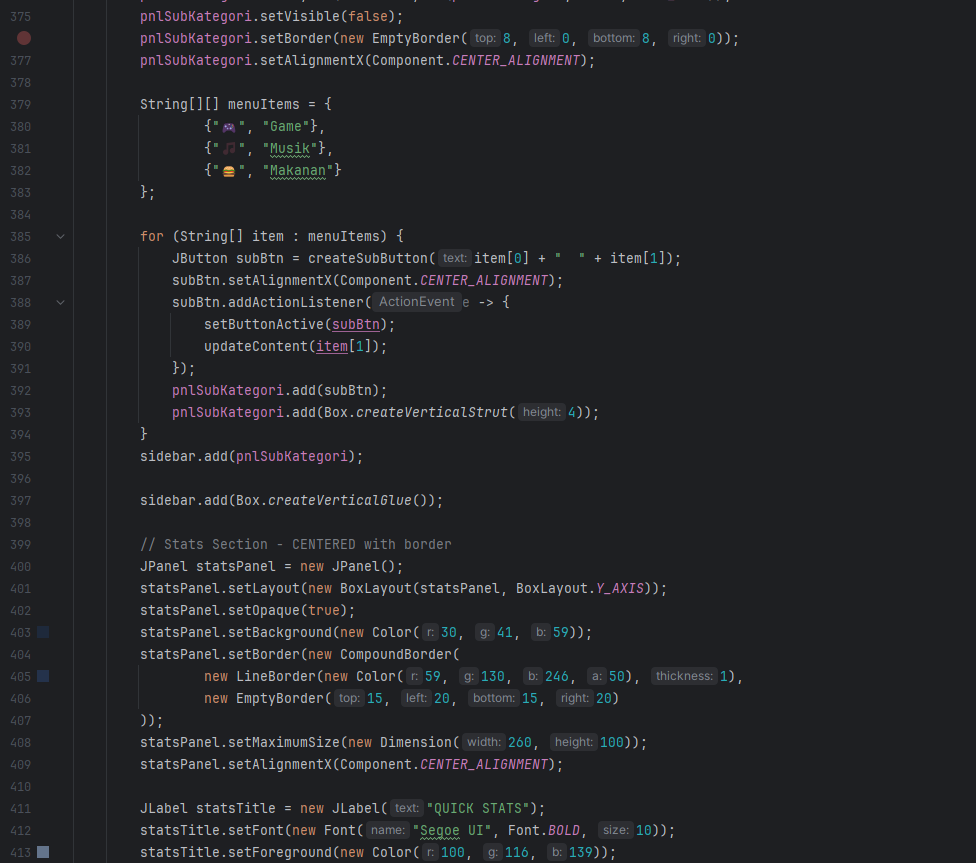 375 pnlSubKategori.setVisible(false);
pnlSubKategori.setBorder(new EmptyBorder( top: 8, left: 0, bottom: 8, right: 0));
377 pnlSubKategori.setAlignmentX(Component.CENTER_ALIGNMENT);
378
379 String[][] menuItems = {
380 {"🎮", "Game"},
381 {"🎵", "Musik"},
382 {"🍔", "Makanan"}
383 };
384
385 for (String[] item : menuItems) {
386 JButton subBtn = createSubButton( text: item[0] + "  " + item[1]);
387 subBtn.setAlignmentX(Component.CENTER_ALIGNMENT);
388 subBtn.addActionListener( ActionEvent e -> {
389 setButtonActive(subBtn);
390 updateContent(item[1]);
391 });
392 pnlSubKategori.add(subBtn);
393 pnlSubKategori.add(Box.createVerticalStrut( height: 4));
394 }
395 sidebar.add(pnlSubKategori);
396
397 sidebar.add(Box.createVerticalGlue());
398
399 // Stats Section - CENTERED with border
400 JPanel statsPanel = new JPanel();
401 statsPanel.setLayout(new BoxLayout(statsPanel, BoxLayout.Y_AXIS));
402 statsPanel.setOpaque(true);
403 statsPanel.setBackground(new Color( r: 30, g: 41, b: 59));
404 statsPanel.setBorder(new CompoundBorder(
405 new LineBorder(new Color( r: 59, g: 130, b: 246, a: 50), thickness: 1),
406 new EmptyBorder( top: 15, left: 20, bottom: 15, right: 20)
407 ));
408 statsPanel.setMaximumSize(new Dimension( width: 260, height: 100));
409 statsPanel.setAlignmentX(Component.CENTER_ALIGNMENT);
410
411 JLabel statsTitle = new JLabel( text: "QUICK STATS");
412 statsTitle.setFont(new Font( name: "Segoe UI", Font.BOLD, size: 10));
413 statsTitle.setForeground(new Color( r: 100, g: 116, b: 139));